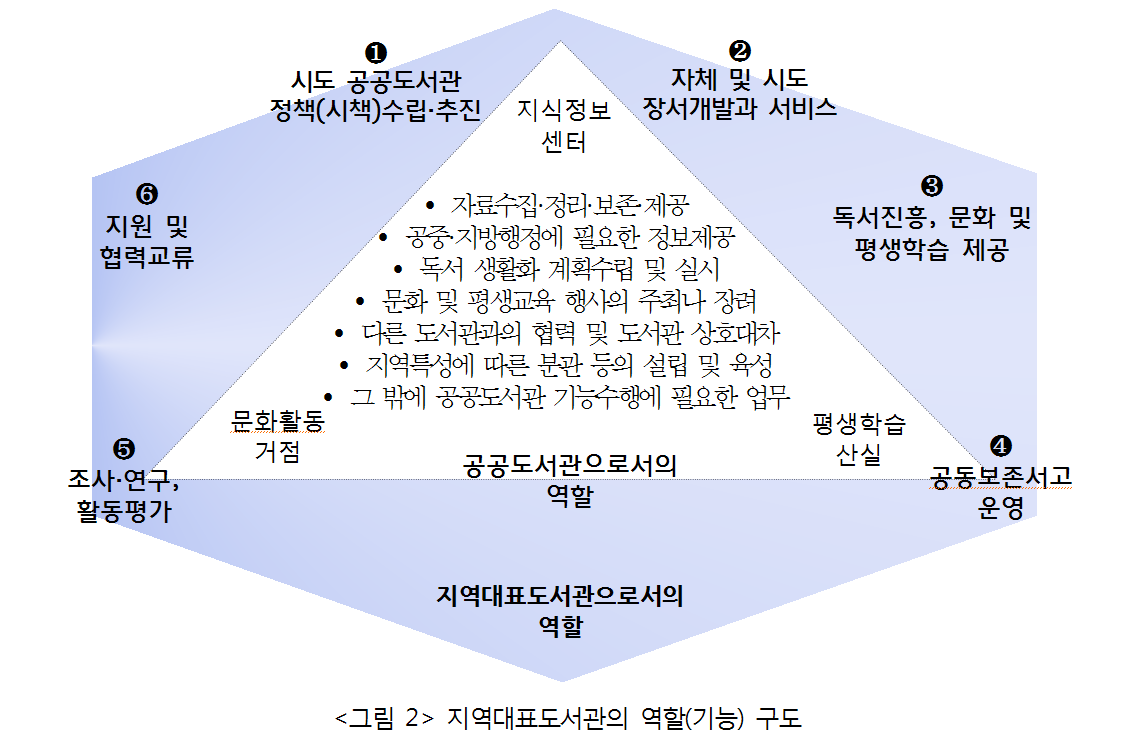 ❶
시도 공공도서관
정책(시책)수립·추진
❷
자체 및 시도
장서개발과 서비스
지식정보
센터
❻
지원 및
협력교류
❸
독서진흥, 문화 및
평생학습 제공
• 자료수집·정리·보존·제공
• 공중·지방행정에 필요한 정보제공
• 독서 생활화 계획수립 및 실시
• 문화 및 평생교육 행사의 주최나 장려
• 다른 도서관과의 협력 및 도서관 상호대차
• 지역특성에 따른 분관 등의 설립 및 육성
• 그 밖에 공공도서관 기능수행에 필요한 업무
문화활동
거점
평생학습
산실
❺
조사·연구,
활동평가
공공도서관으로서의
역할
❹
공동보존서고
운영
지역대표도서관으로서의
역할
<그림 2> 지역대표도서관의 역할(기능) 구도